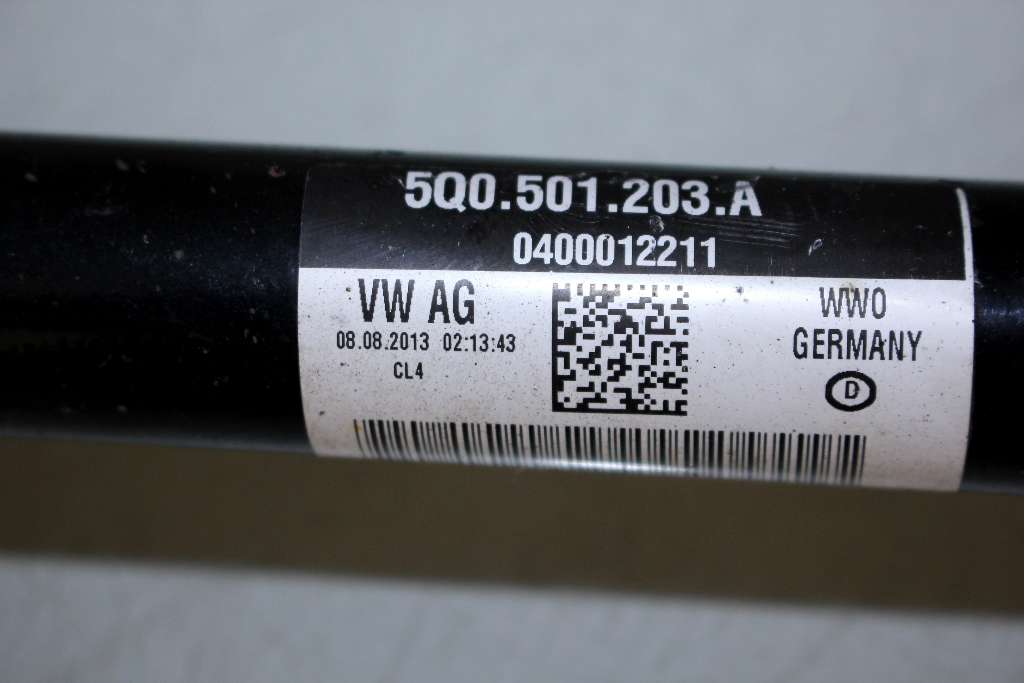 5Q0.501.203.A
0400012211
VW AG
08.08.2013 02:13:43
CL4
WWO
GERMANY
D